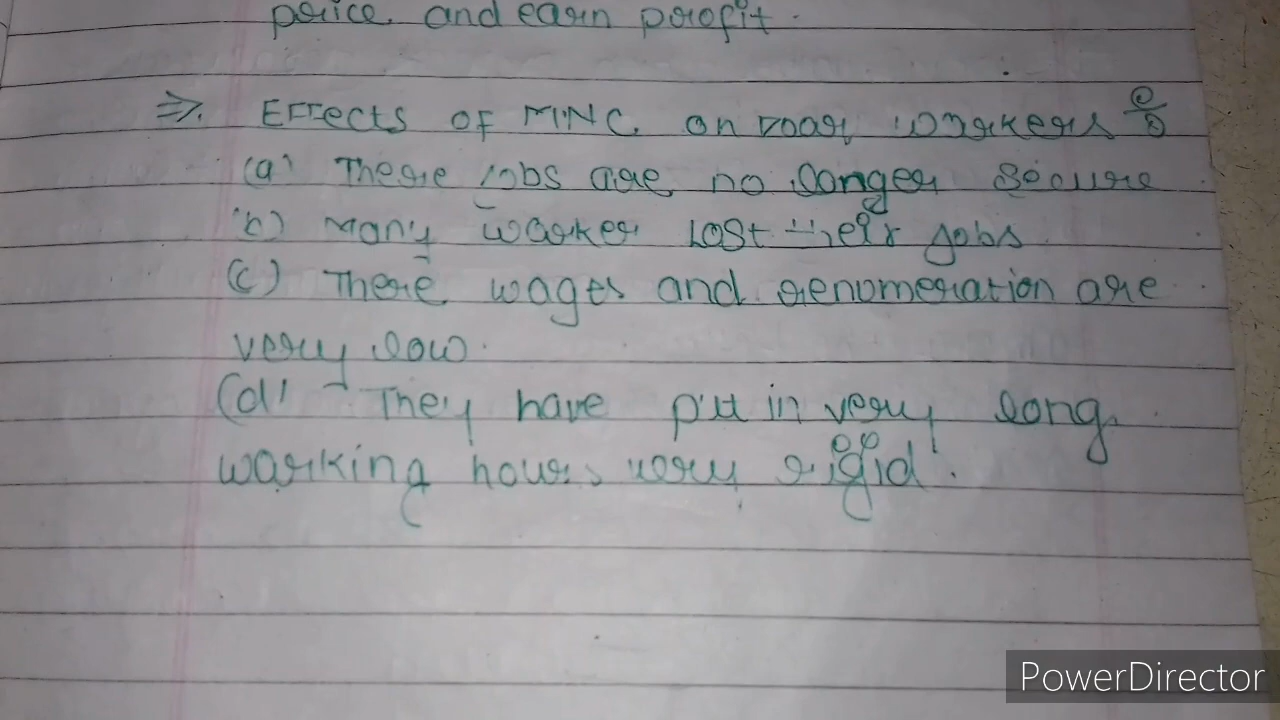 price and earn profit.
⇒. Effects of MNC on poor workers :
(a) There jobs are no longer secure
(b) Many worker lost their jobs
(c) There wages and renomeration are
very low.
(d) They have put in very long
working hours very rigid.
PowerDirector